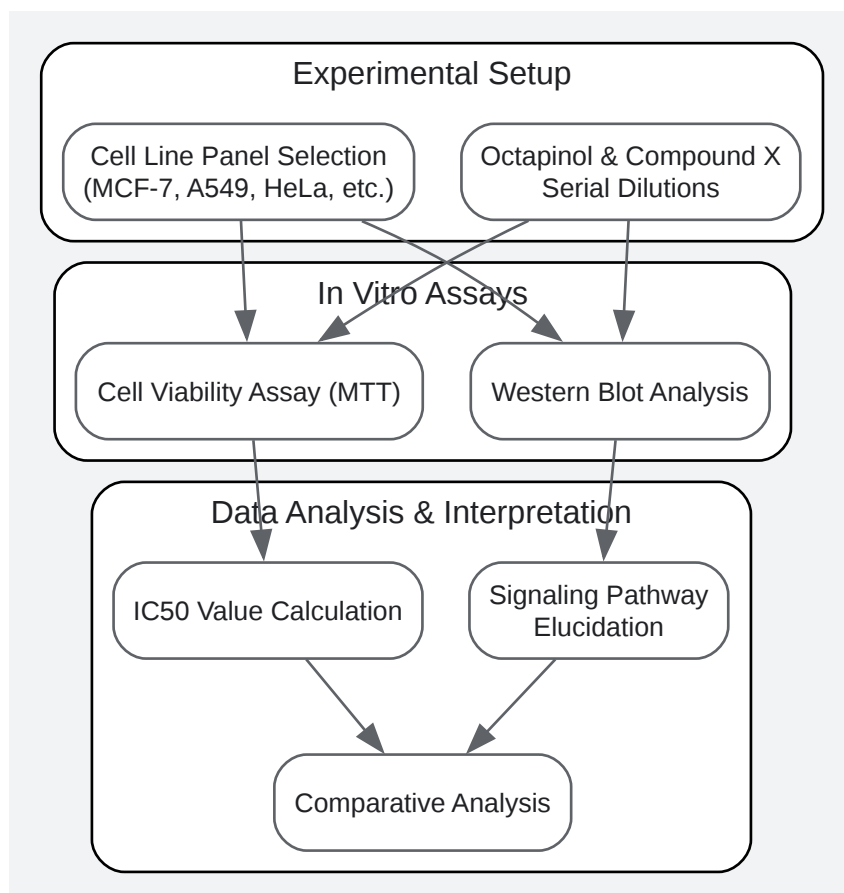 Experimental Setup
Cell Line Panel Selection
(MCF-7, A549, HeLa, etc.)
Octapinol & Compound X
Serial Dilutions
In Vitro Assays
Cell Viability Assay (MTT)
Western Blot Analysis
Data Analysis & Interpretation
IC50 Value Calculation
Signaling Pathway
Elucidation
Comparative Analysis